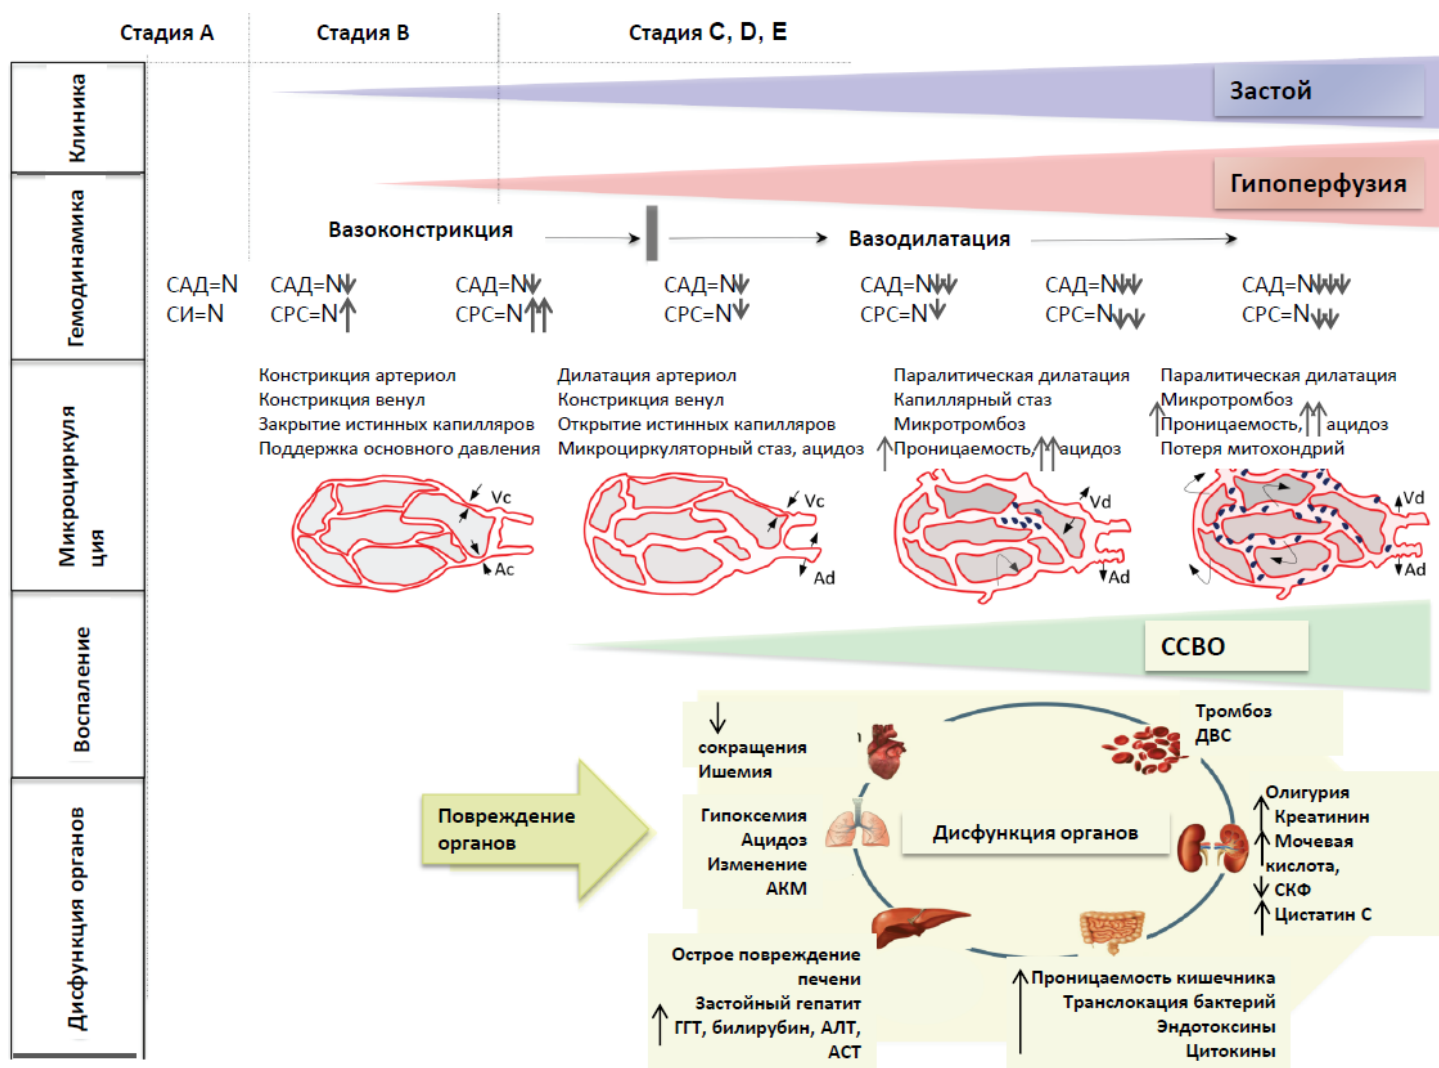 Стадия A
Стадия B
Стадия C, D, E
Клиника
Застой
Гипоперфузия
Гемодинамика
Вазоконстрикция
Вазодилатация
САД=N
СИ=N
САД=N↓
СРС=N↑
САД=N↓
СРС=N↑↑
САД=N↓
СРС=N↓
САД=N↓↓
СРС=N↓
САД=N↓↓
СРС=N↓↓
САД=N↓↓↓
СРС=N↓↓
Микроциркуля
ция
Констрикция артериол
Констрикция венул
Закрытие истинных капилляров
Поддержка основного давления
Дилатация артериол
Констрикция венул
Открытие истинных капилляров
Микроциркуляторный стаз, ацидоз
Паралитическая дилатация
Капиллярный стаз
Микротромбоз
↑Проницаемость,↑↑ацидоз
Паралитическая дилатация
Микротромбоз
↑Проницаемость,↑↑ацидоз
Потеря митохондрий
Vc
Ac
Vc
Ad
Vd
Ad
Vd
Ad
Воспаление
ССВО
Дисфункция органов
Повреждение
органов
↓
сокращения
Ишемия
Тромбоз
ДВС
Гипоксемия
Ацидоз
Изменение
АКМ
Дисфункция органов
Олигурия
↑Креатинин
↑Мочевая
кислота,
↓СКФ
↑Цистатин С
Острое повреждение
печени
Застойный гепатит
↑ГГТ, билирубин, АЛТ,
АСТ
↑Проницаемость кишечника
Транслокация бактерий
Эндотоксины
Цитокины